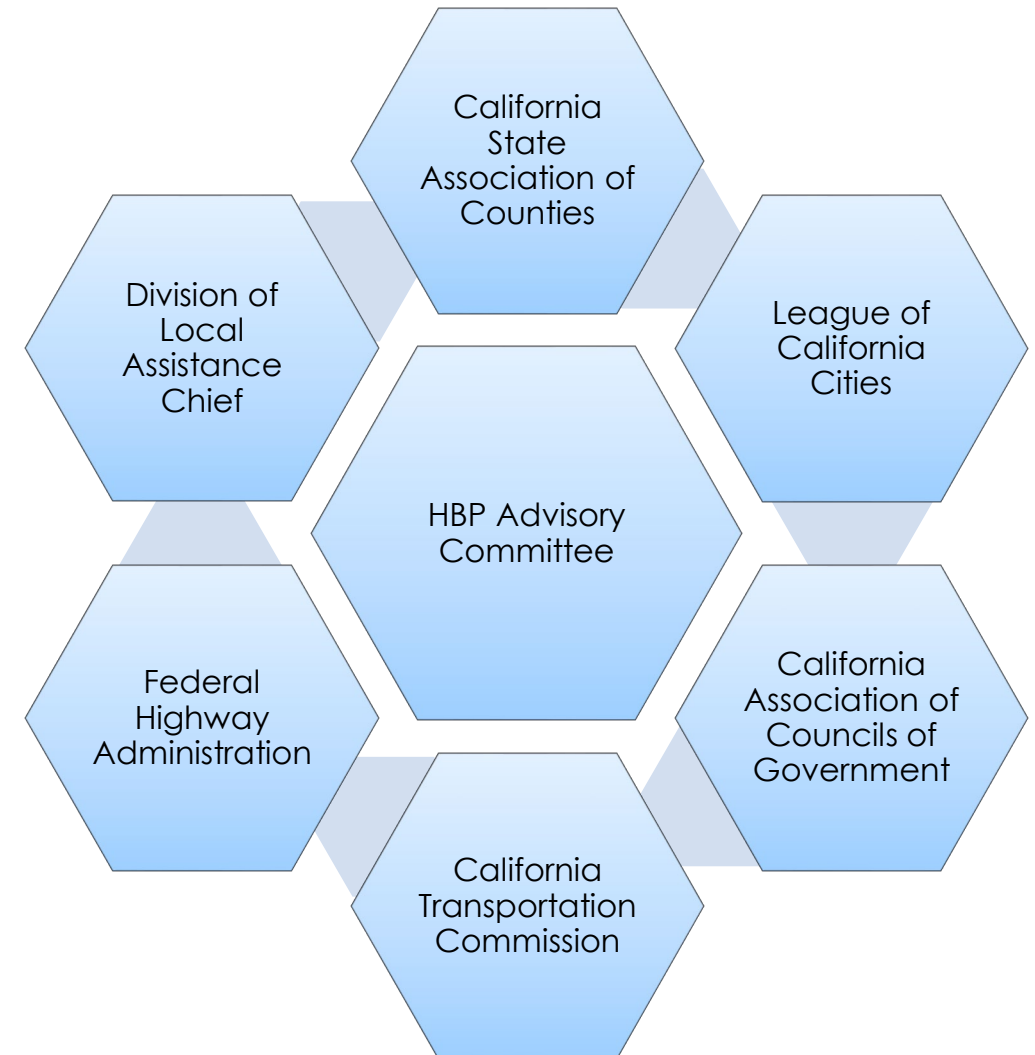 California
State
Association of
Counties
Division of
Local
Assistance
Chief
League of
California
Cities
HBP Advisory
Committee
Federal
Highway
Administration
California
Association of
Councils of
Government
California
Transportation
Commission